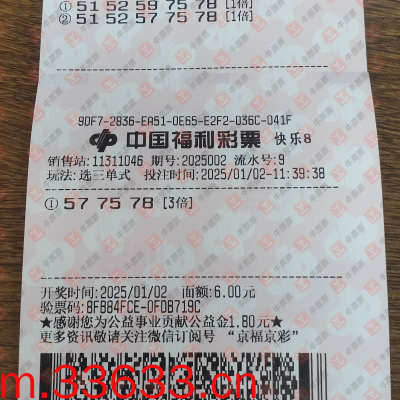 ① 51 52 59 75 78 [1倍]
② 51 52 57 75 78 [1倍]
9DF7-2836-EA51-0E65-E2F2-036C-041F
中国福利彩票 快乐8
销售站:11311046 期号:2025002 流水号:9
玩法:选三单式 投注时间:2025/01/02-11:39:38
① 57 75 78 [3倍]
开奖时间:2025/01/02 面额:6.00元
验票码:8FB84FCE-0FDB719C
★感谢您为公益事业贡献公益金1.80元★
更多资讯敬请关注微信订阅号 “京福京彩”
m.33633.cn